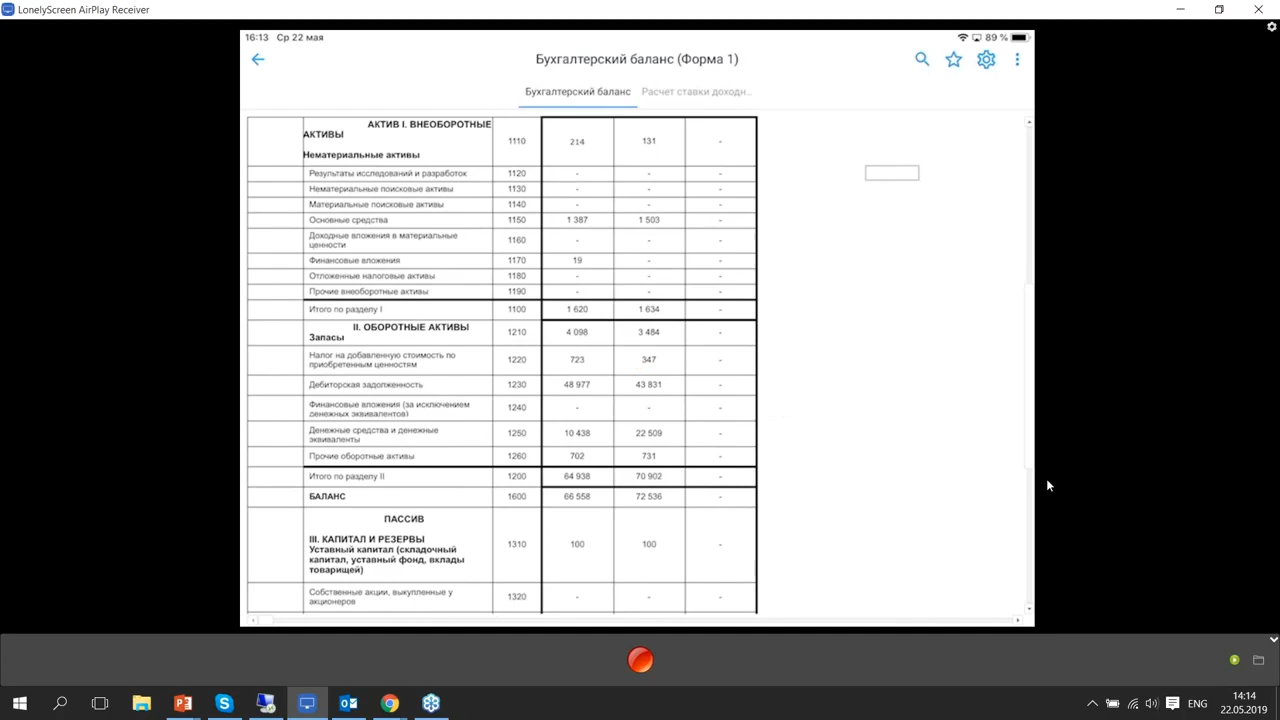 LonelyScreen AirPlay Receiver
16:13 Ср 22 мая 89 %
Бухгалтерский баланс (Форма 1)
Бухгалтерский баланс Расчет ставки доходн...
АКТИВ I. ВНЕОБОРОТНЫЕ
АКТИВЫ
Нематериальные активы 1110 214 131 -
Результаты исследований и разработок 1120 - - -
Нематериальные поисковые активы 1130 - - -
Материальные поисковые активы 1140 - - -
Основные средства 1150 1 387 1 503 -
Доходные вложения в материальные
ценности 1160 - - -
Финансовые вложения 1170 19 - -
Отложенные налоговые активы 1180 - - -
Прочие внеоборотные активы 1190 - - -
Итого по разделу I 1100 1 620 1 634 -
II. ОБОРОТНЫЕ АКТИВЫ
Запасы 1210 4 098 3 484 -
Налог на добавленную стоимость по
приобретенным ценностям 1220 723 347 -
Дебиторская задолженность 1230 48 977 43 831 -
Финансовые вложения (за исключением
денежных эквивалентов) 1240 - - -
Денежные средства и денежные
эквиваленты 1250 10 438 22 509 -
Прочие оборотные активы 1260 702 731 -
Итого по разделу II 1200 64 938 70 902 -
БАЛАНС 1600 66 558 72 536 -
ПАССИВ
III. КАПИТАЛ И РЕЗЕРВЫ
Уставный капитал (складочный
капитал, уставный фонд, вклады
товарищей) 1310 100 100 -
Собственные акции, выкупленные у
акционеров 1320 - - -
ENG
14:14
22.05.2019